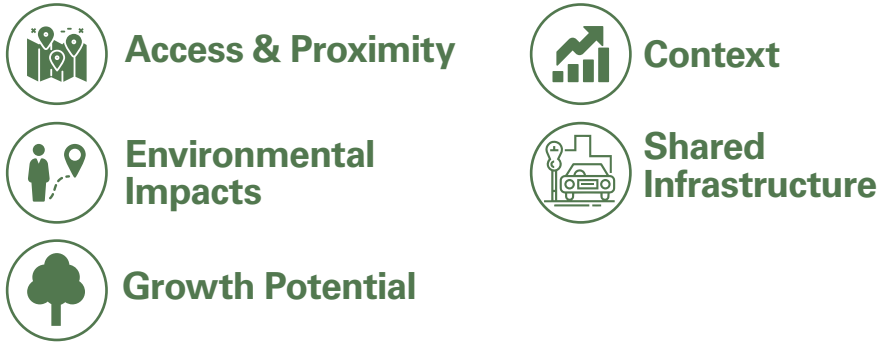 Access & Proximity
Environmental
Impacts
Growth Potential
Context
Shared
Infrastructure